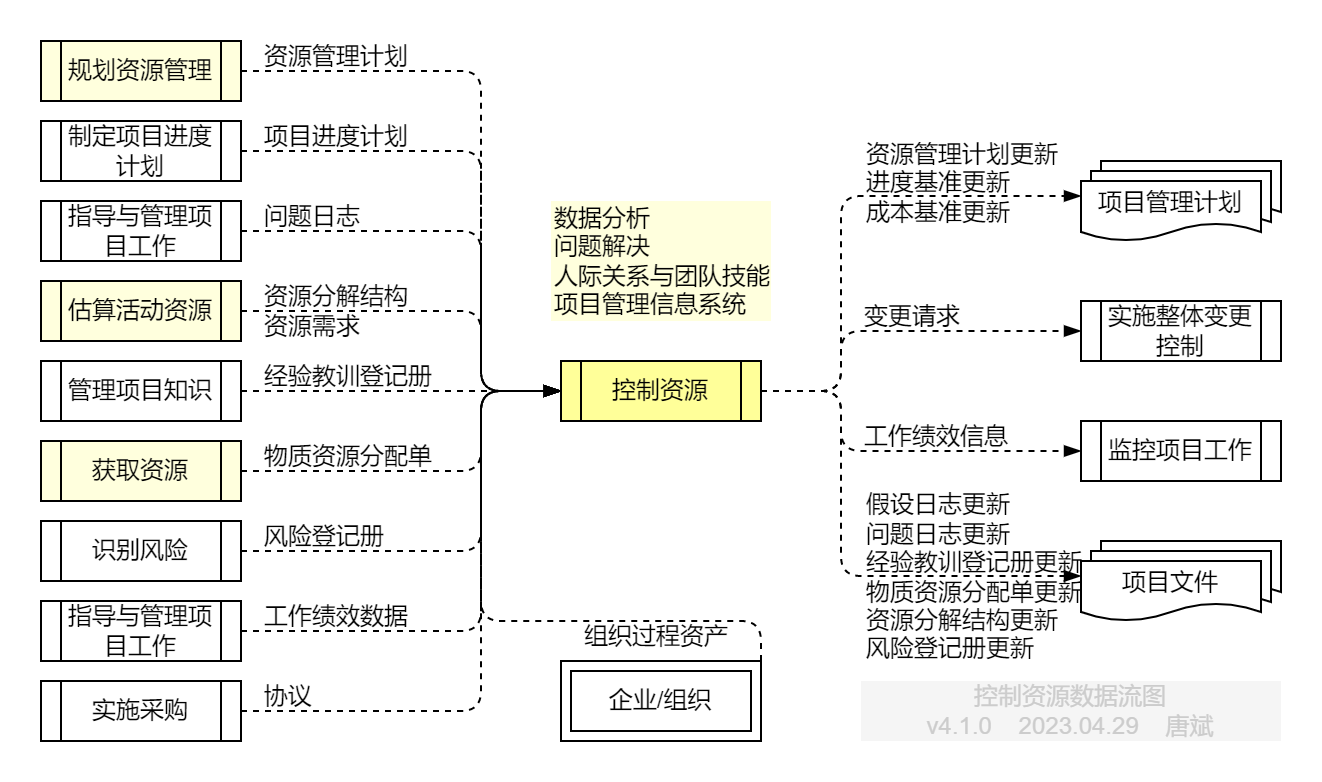 规划资源管理
资源管理计划
制定项目进度
计划
项目进度计划
指导与管理项
目工作
问题日志
估算活动资源
资源分解结构
资源需求
管理项目知识
经验教训登记册
获取资源
物质资源分配单
识别风险
风险登记册
指导与管理项
目工作
工作绩效数据
实施采购
协议
数据分析
问题解决
人际关系与团队技能
项目管理信息系统
控制资源
组织过程资产
企业/组织
资源管理计划更新
进度基准更新
成本基准更新
项目管理计划
变更请求
实施整体变更
控制
工作绩效信息
监控项目工作
假设日志更新
问题日志更新
经验教训登记册更新
物质资源分配单更新
资源分解结构更新
风险登记册更新
项目文件
控制资源数据流图
v4.1.0 2023.04.29 唐斌